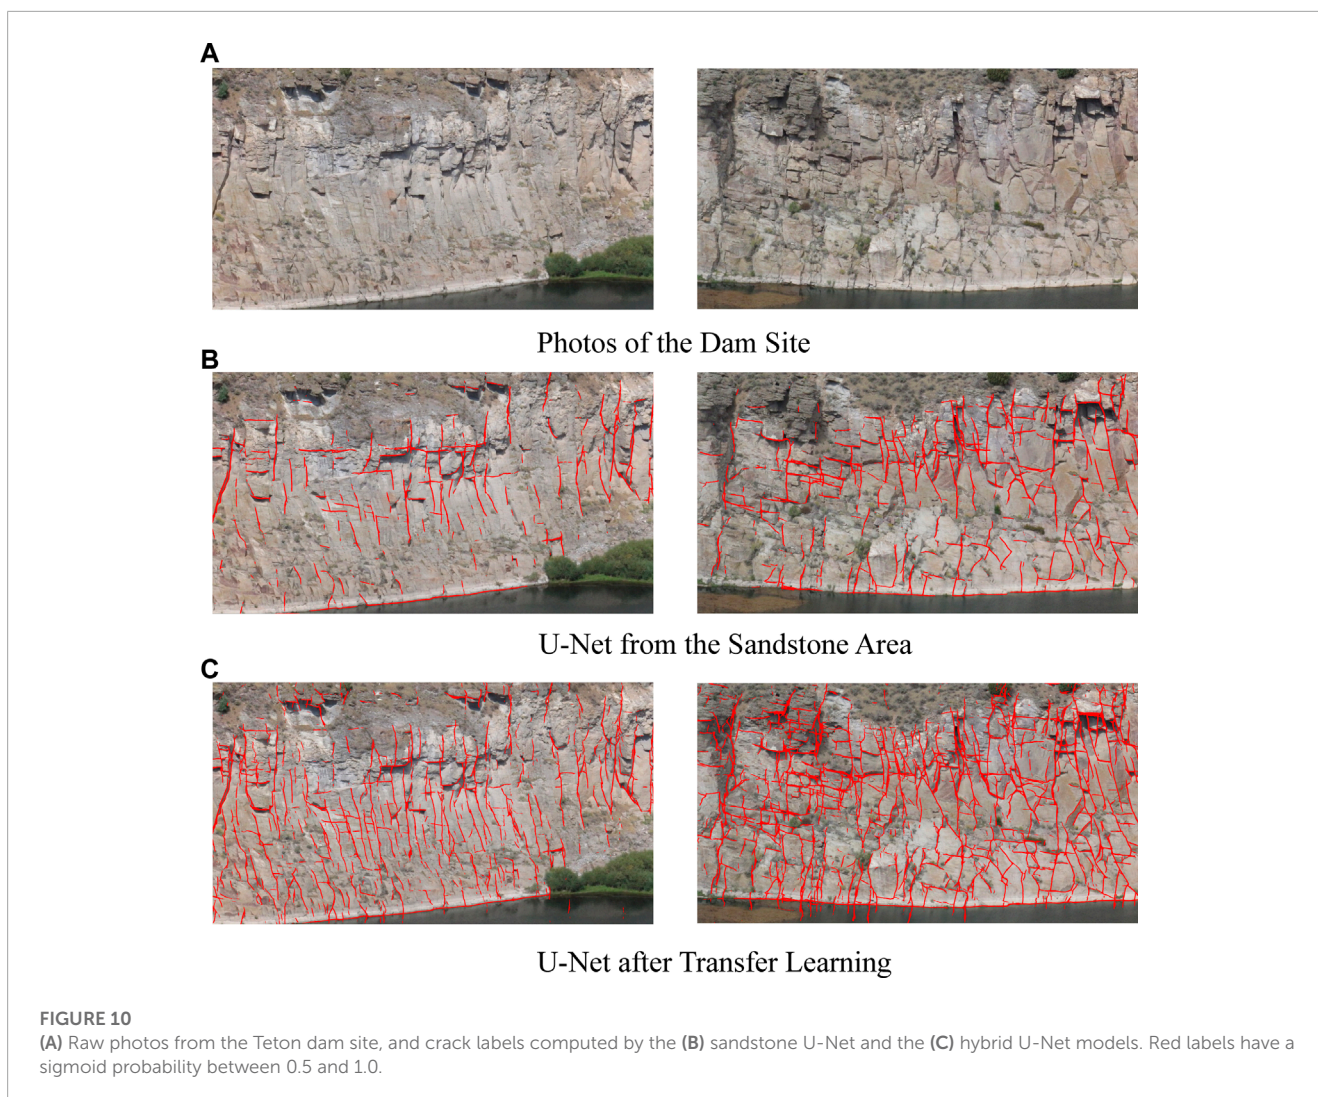 A
Photos of the Dam Site
B
U-Net from the Sandstone Area
C
U-Net after Transfer Learning
FIGURE 10
(A) Raw photos from the Teton dam site, and crack labels computed by the (B) sandstone U-Net and the (C) hybrid U-Net models. Red labels have a
sigmoid probability between 0.5 and 1.0.